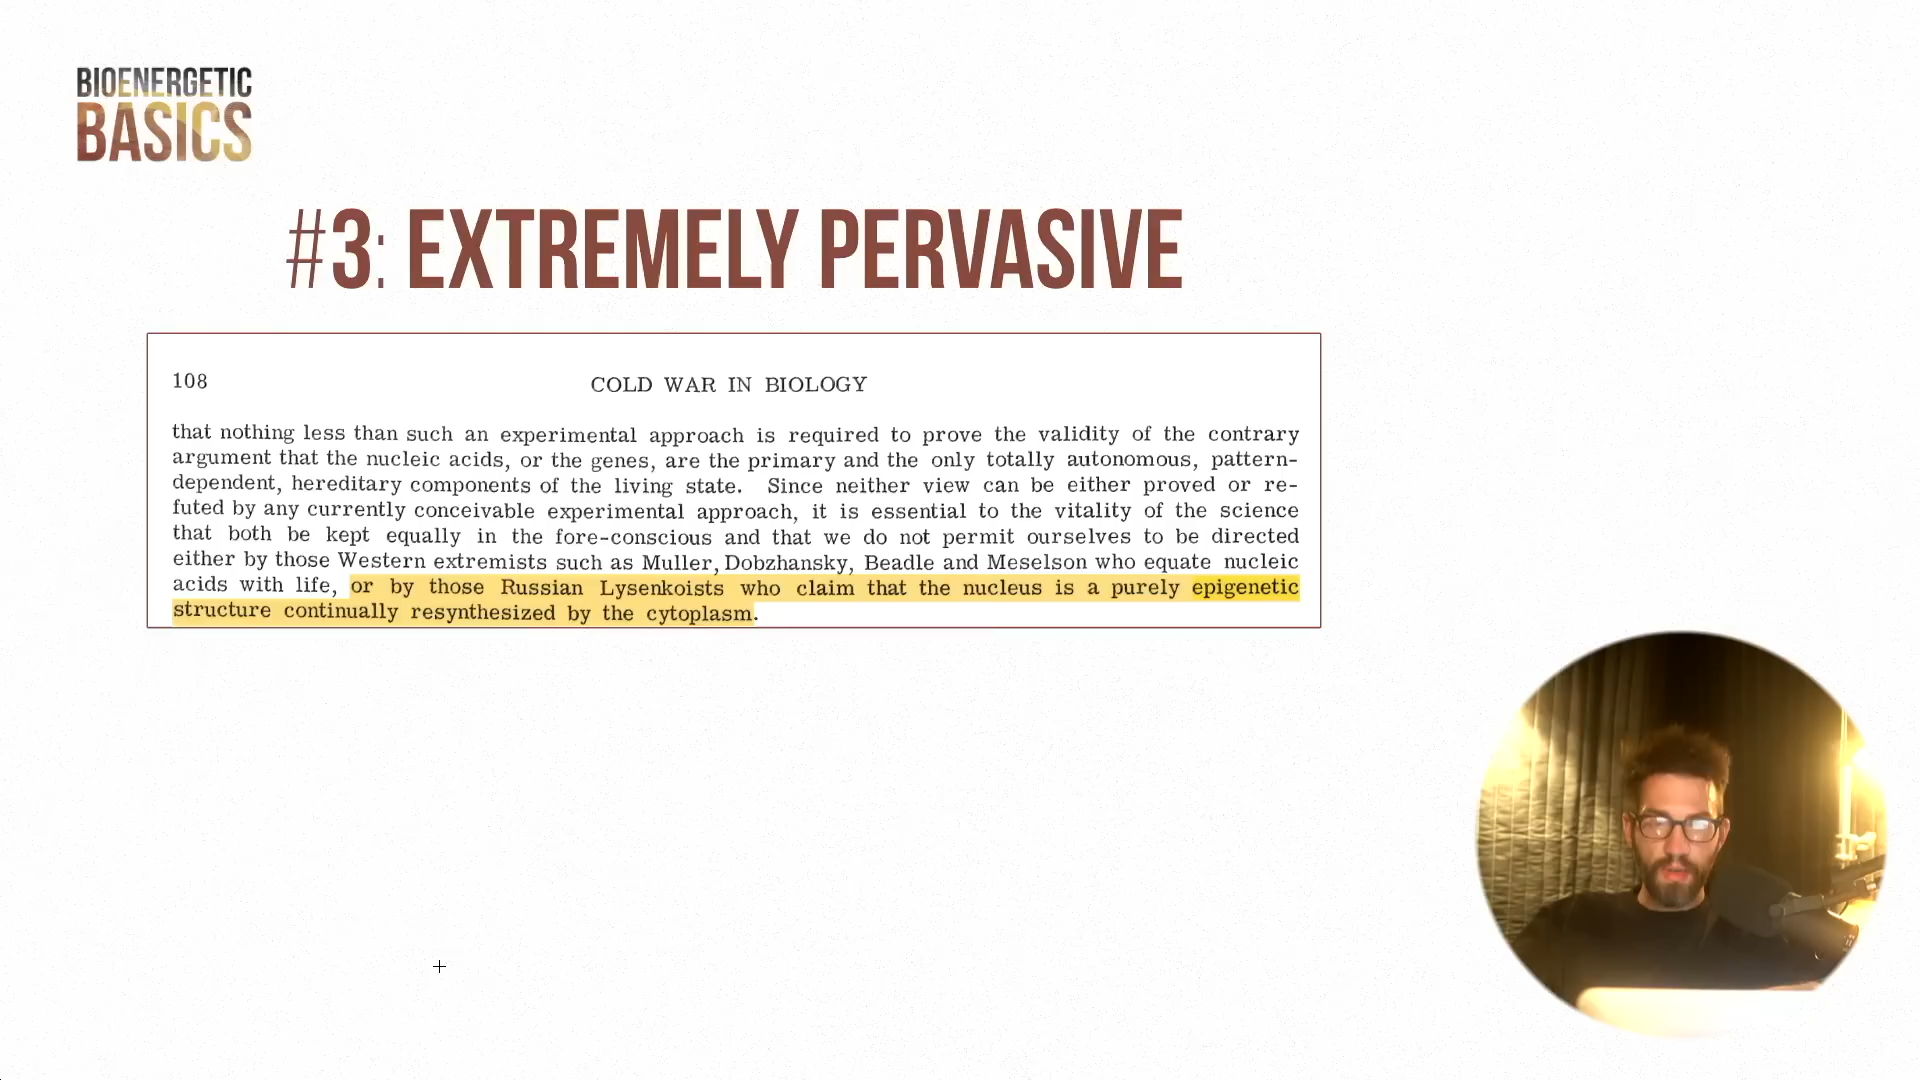 BIOENERGETIC
BASICS
#3: EXTREMELY PERVASIVE
108
COLD WAR IN BIOLOGY
that nothing less than such an experimental approach is required to prove the validity of the contrary
argument that the nucleic acids, or the genes, are the primary and the only totally autonomous, pattern-
dependent, hereditary components of the living state. Since neither view can be either proved or re-
futed by any currently conceivable experimental approach, it is essential to the vitality of the science
that both be kept equally in the fore-conscious and that we do not permit ourselves to be directed
either by those Western extremists such as Muller, Dobzhansky, Beadle and Meselson who equate nucleic
acids with life, or by those Russian Lysenkoists who claim that the nucleus is a purely epigenetic
structure continually resynthesized by the cytoplasm.